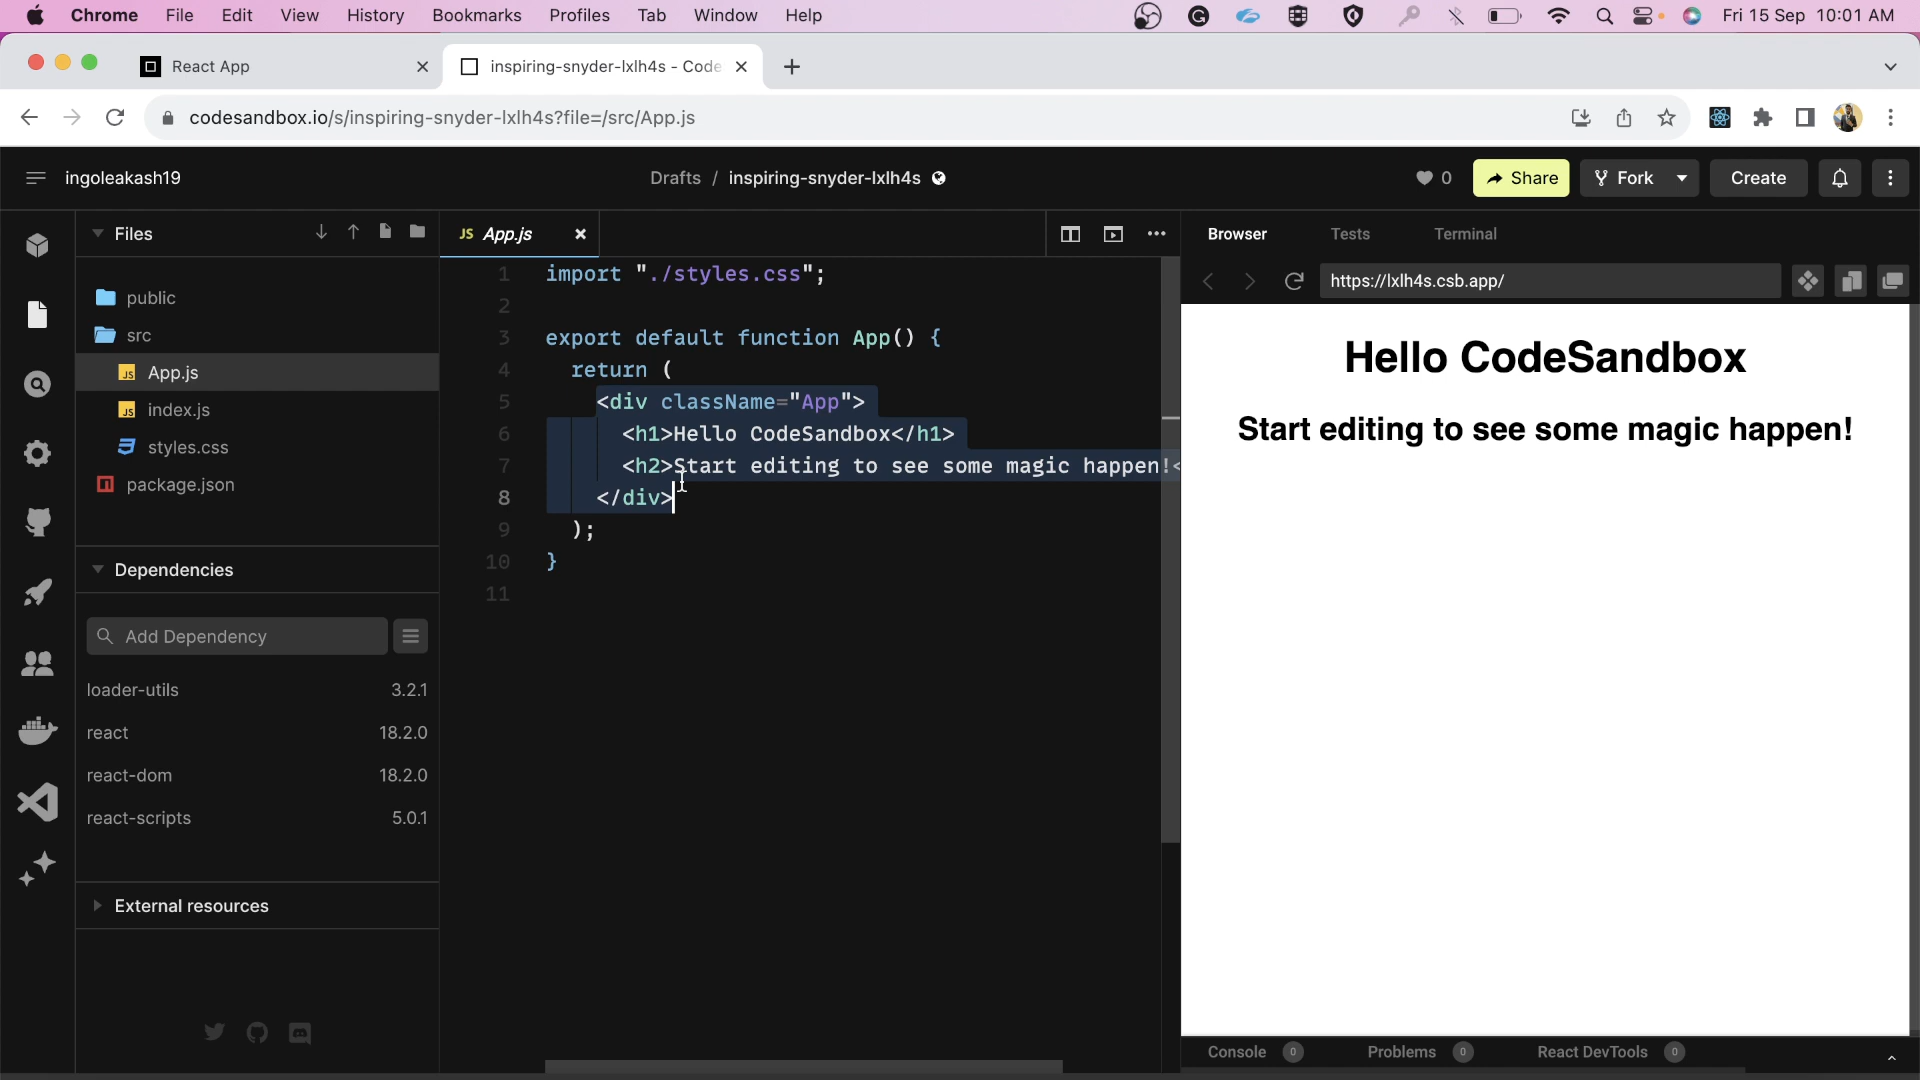 Chrome File Edit View History Bookmarks Profiles Tab Window Help Fri 15 Sep 10:01 AM
React App
inspiring-snyder-lxlh4s - Code
codesandbox.io/s/inspiring-snyder-lxlh4s?file=/src/App.js
ingoleakash19
Drafts / inspiring-snyder-lxlh4s
0
Share
Fork
Create
Files
public
src
JS App.js
JS index.js
styles.css
package.json
Dependencies
Add Dependency
loader-utils 3.2.1
react 18.2.0
react-dom 18.2.0
react-scripts 5.0.1
External resources
JS App.js
1 import "./styles.css";
2
3 export default function App() {
4 return (
5 <div className="App">
6 <h1>Hello CodeSandbox</h1>
7 <h2>Start editing to see some magic happen!<
8 </div>
9 );
10 }
11
Browser Tests Terminal
https://lxlh4s.csb.app/
Hello CodeSandbox
Start editing to see some magic happen!
Console 0 Problems 0 React DevTools 0